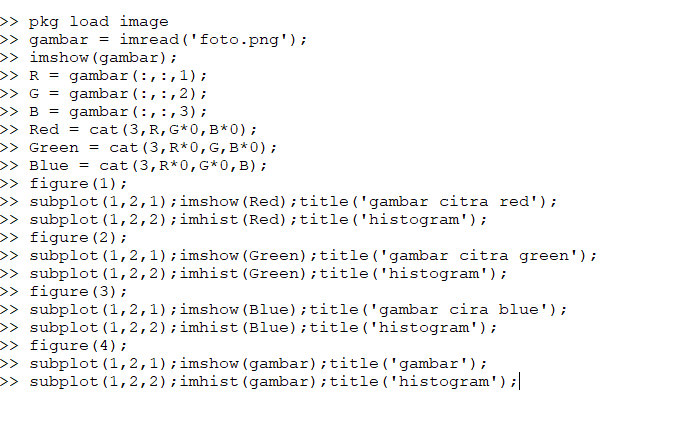 >> pkg load image
>> gambar = imread('foto.png');
>> imshow(gambar);
>> R = gambar(:,:,1);
>> G = gambar(:,:,2);
>> B = gambar(:,:,3);
>> Red = cat(3,R,G*0,B*0);
>> Green = cat(3,R*0,G,B*0);
>> Blue = cat(3,R*0,G*0,B);
>> figure(1);
>> subplot(1,2,1);imshow(Red);title('gambar citra red');
>> subplot(1,2,2);imhist(Red);title('histogram');
>> figure(2);
>> subplot(1,2,1);imshow(Green);title('gambar citra green');
>> subplot(1,2,2);imhist(Green);title('histogram');
>> figure(3);
>> subplot(1,2,1);imshow(Blue);title('gambar cira blue');
>> subplot(1,2,2);imhist(Blue);title('histogram');
>> figure(4);
>> subplot(1,2,1);imshow(gambar);title('gambar');
>> subplot(1,2,2);imhist(gambar);title('histogram');